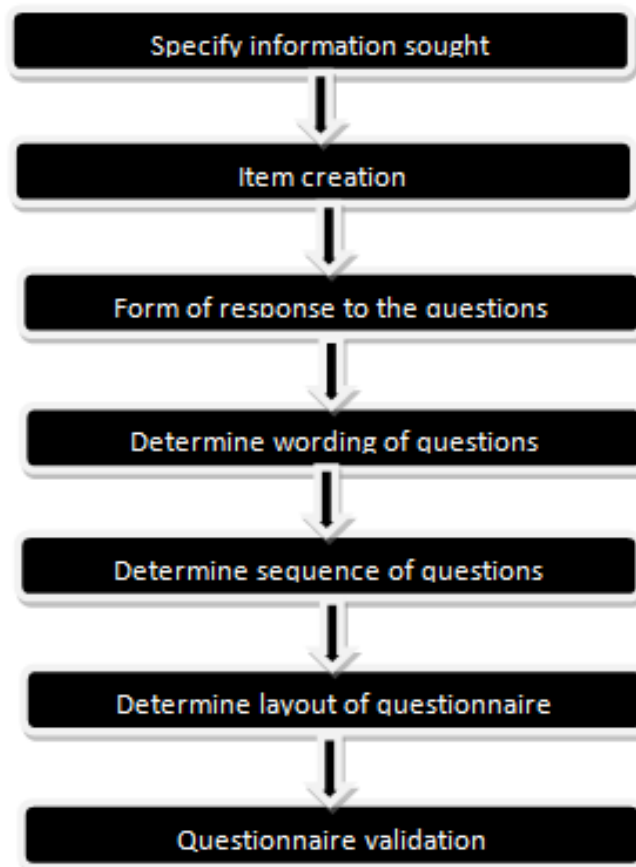 Specify information sought
Item creation
Form of response to the questions
Determine wording of questions
Determine sequence of questions
Determine layout of questionnaire
Questionnaire validation